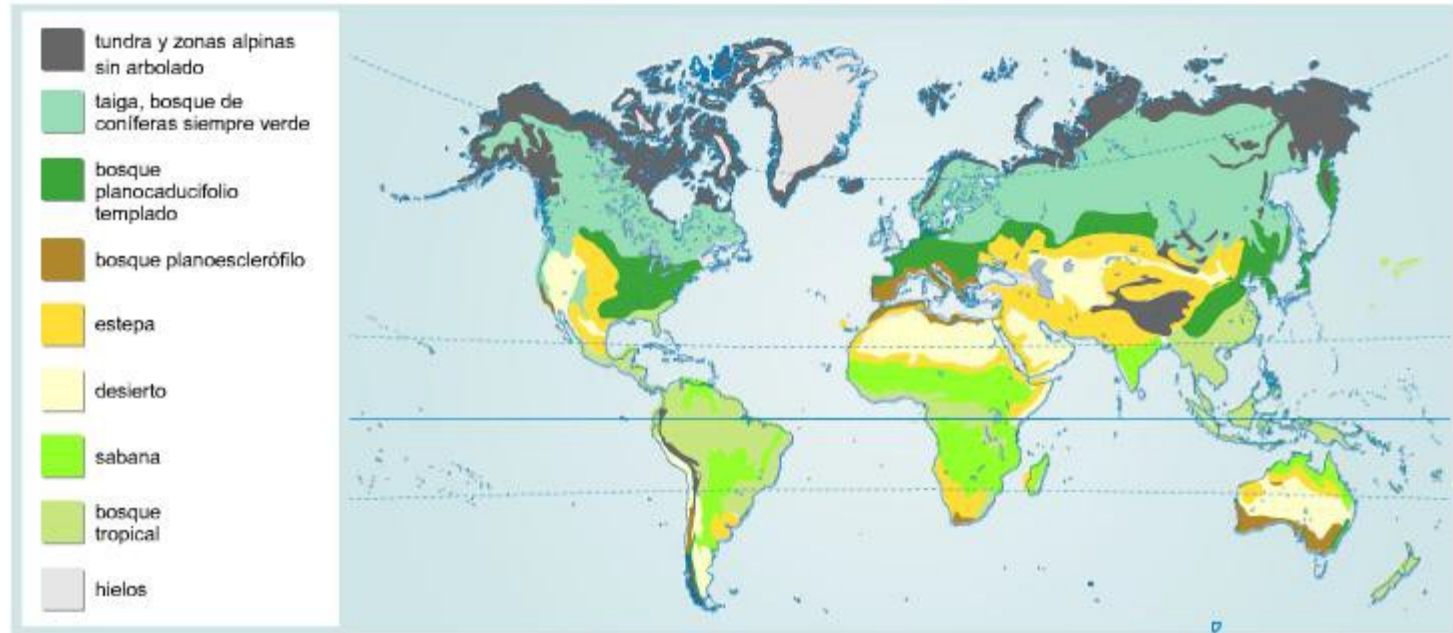 tundra y zonas alpinas
sin arbolado
taiga, bosque de
coníferas siempre verde
bosque
planocaducifolio
templado
bosque planoesclerófilo
estepa
desierto
sabana
bosque
tropical
hielos